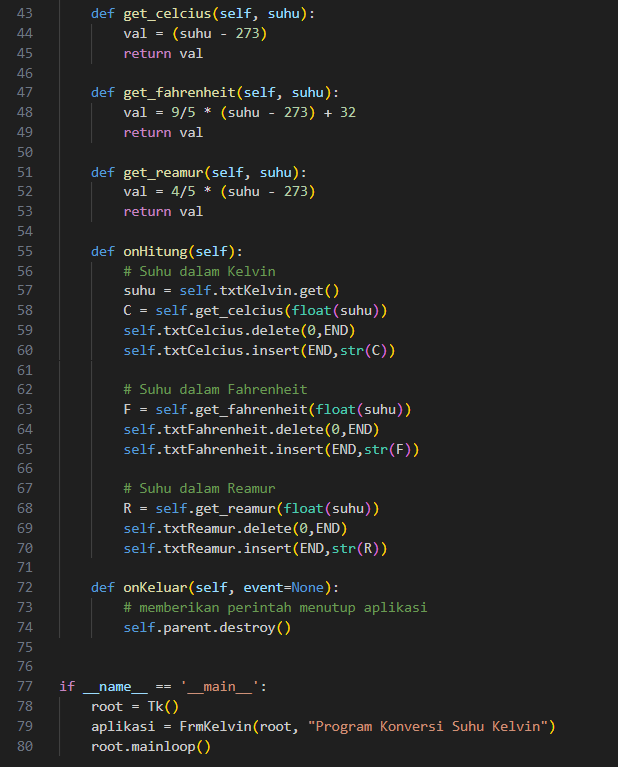 43 def get_celcius(self, suhu):
44 val = (suhu - 273)
45 return val
46
47 def get_fahrenheit(self, suhu):
48 val = 9/5 * (suhu - 273) + 32
49 return val
50
51 def get_reamur(self, suhu):
52 val = 4/5 * (suhu - 273)
53 return val
54
55 def onHitung(self):
56 # Suhu dalam Kelvin
57 suhu = self.txtKelvin.get()
58 C = self.get_celcius(float(suhu))
59 self.txtCelcius.delete(0,END)
60 self.txtCelcius.insert(END,str(C))
61
62 # Suhu dalam Fahrenheit
63 F = self.get_fahrenheit(float(suhu))
64 self.txtFahrenheit.delete(0,END)
65 self.txtFahrenheit.insert(END,str(F))
66
67 # Suhu dalam Reamur
68 R = self.get_reamur(float(suhu))
69 self.txtReamur.delete(0,END)
70 self.txtReamur.insert(END,str(R))
71
72 def onKeluar(self, event=None):
73 # memberikan perintah menutup aplikasi
74 self.parent.destroy()
75
76
77 if __name__ == '__main__':
78 root = Tk()
79 aplikasi = FrmKelvin(root, "Program Konversi Suhu Kelvin")
80 root.mainloop()